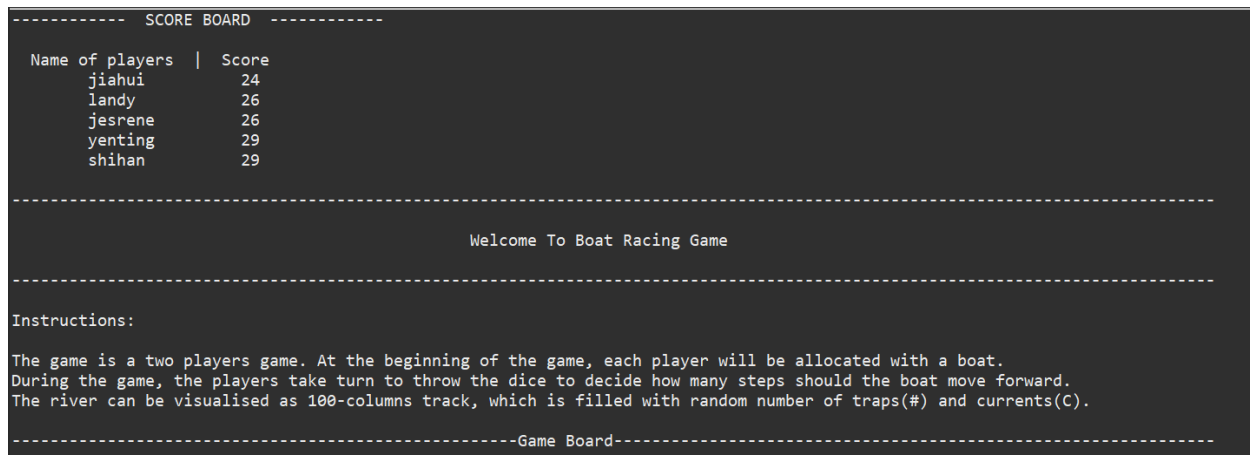 ------------  SCORE BOARD  ------------
Name of players  |  Score
jiahui          24
landy           26
jesrene         26
yenting         29
shihan          29
------------------------------------------------------------------------------------------------------------------------------
Welcome To Boat Racing Game
------------------------------------------------------------------------------------------------------------------------------
Instructions:
The game is a two players game. At the beginning of the game, each player will be allocated with a boat.
During the game, the players take turn to throw the dice to decide how many steps should the boat move forward.
The river can be visualised as 100-columns track, which is filled with random number of traps(#) and currents(C).
-----------------------------------------------------Game Board---------------------------------------------------------------